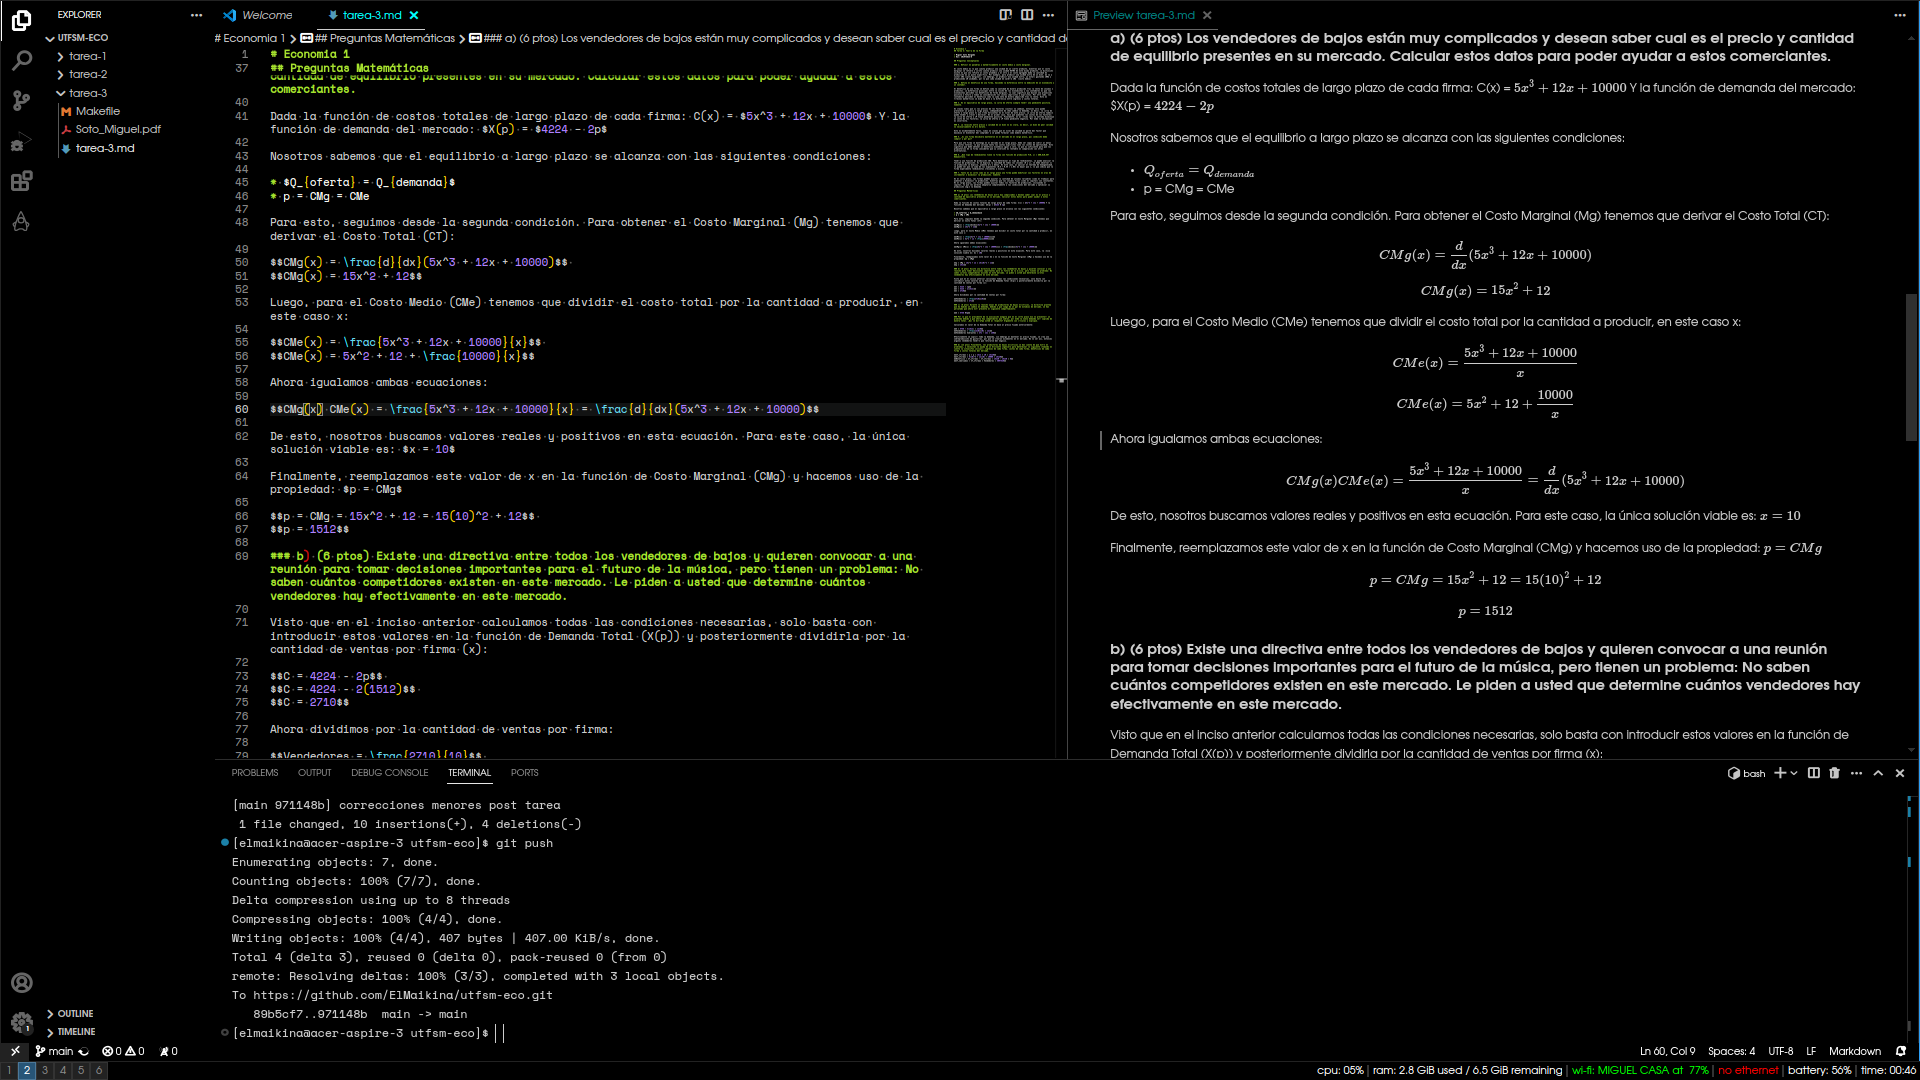 EXPLORER
UTFSM-ECO
tarea-1
tarea-2
tarea-3
Makefile
Soto_Miguel.pdf
tarea-3.md
OUTLINE
TIMELINE
Welcome
tarea-3.md
# Economia 1 > ## Preguntas Matemáticas > ### a) (6 ptos) Los vendedores de bajos están muy complicados y desean saber cual es el precio y cantidad d
1 # Economia 1
37 ## Preguntas Matemáticas
cantidad de equilibrio presentes en su mercado. Calcular estos datos para poder ayudar a estos
comerciantes.
40
41 Dada la función de costos totales de largo plazo de cada firma: C(x) = $5x^3 + 12x + 10000$ Y la
función de demanda del mercado: $X(p) = $4224 - 2p$
42
43 Nosotros sabemos que el equilibrio a largo plazo se alcanza con las siguientes condiciones:
44
45 * $Q_{oferta} = Q_{demanda}$
46 * p = CMg = CMe
47
48 Para esto, seguimos desde la segunda condición. Para obtener el Costo Marginal (Mg) tenemos que
derivar el Costo Total (CT):
49
50 $$CMg(x) = \frac{d}{dx}(5x^3 + 12x + 10000)$$
51 $$CMg(x) = 15x^2 + 12$$
52
53 Luego, para el Costo Medio (CMe) tenemos que dividir el costo total por la cantidad a producir, en
este caso x:
54
55 $$CMe(x) = \frac{5x^3 + 12x + 10000}{x}$$
56 $$CMe(x) = 5x^2 + 12 + \frac{10000}{x}$$
57
58 Ahora igualamos ambas ecuaciones:
59
60 $$CMg(x) CMe(x) = \frac{5x^3 + 12x + 10000}{x} = \frac{d}{dx}(5x^3 + 12x + 10000)$$
61
62 De esto, nosotros buscamos valores reales y positivos en esta ecuación. Para este caso, la única
solución viable es: $x = 10$
63
64 Finalmente, reemplazamos este valor de x en la función de Costo Marginal (CMg) y hacemos uso de la
propiedad: $p = CMg$
65
66 $$p = CMg = 15x^2 + 12 = 15(10)^2 + 12$$
67 $$p = 1512$$
68
69 ### b) (6 ptos) Existe una directiva entre todos los vendedores de bajos y quieren convocar a una
reunión para tomar decisiones importantes para el futuro de la música, pero tienen un problema: No
saben cuántos competidores existen en este mercado. Le piden a usted que determine cuántos
vendedores hay efectivamente en este mercado.
70
71 Visto que en el inciso anterior calculamos todas las condiciones necesarias, solo basta con
introducir estos valores en la función de Demanda Total (X(p)) y posteriormente dividirla por la
cantidad de ventas por firma (x):
72
73 $$C = 4224 - 2p$$
74 $$C = 4224 - 2(1512)$$
75 $$C = 2710$$
76
77 Ahora dividimos por la cantidad de ventas por firma:
78
79 $$Vendedores = \frac{2710}{10}$$
Preview tarea-3.md
a) (6 ptos) Los vendedores de bajos están muy complicados y desean saber cual es el precio y cantidad
de equilibrio presentes en su mercado. Calcular estos datos para poder ayudar a estos comerciantes.
Dada la función de costos totales de largo plazo de cada firma: C(x) = 5x³ + 12x + 10000 Y la función de demanda del mercado:
$X(p) = 4224 − 2p
Nosotros sabemos que el equilibrio a largo plazo se alcanza con las siguientes condiciones:
• Q_oferta = Q_demanda
• p = CMg = CMe
Para esto, seguimos desde la segunda condición. Para obtener el Costo Marginal (Mg) tenemos que derivar el Costo Total (CT):
CMg(x) = d/dx (5x³ + 12x + 10000)
CMg(x) = 15x² + 12
Luego, para el Costo Medio (CMe) tenemos que dividir el costo total por la cantidad a producir, en este caso x:
CMe(x) = (5x³ + 12x + 10000)/x
CMe(x) = 5x² + 12 + 10000/x
Ahora igualamos ambas ecuaciones:
CMg(x)CMe(x) = (5x³ + 12x + 10000)/x = d/dx (5x³ + 12x + 10000)
De esto, nosotros buscamos valores reales y positivos en esta ecuación. Para este caso, la única solución viable es: x = 10
Finalmente, reemplazamos este valor de x en la función de Costo Marginal (CMg) y hacemos uso de la propiedad: p = CMg
p = CMg = 15x² + 12 = 15(10)² + 12
p = 1512
b) (6 ptos) Existe una directiva entre todos los vendedores de bajos y quieren convocar a una reunión
para tomar decisiones importantes para el futuro de la música, pero tienen un problema: No saben
cuántos competidores existen en este mercado. Le piden a usted que determine cuántos vendedores hay
efectivamente en este mercado.
Visto que en el inciso anterior calculamos todas las condiciones necesarias, solo basta con introducir estos valores en la función de
Demanda Total (X(p)) y posteriormente dividirla por la cantidad de ventas por firma (x):
PROBLEMS OUTPUT DEBUG CONSOLE TERMINAL PORTS
bash
[main 971148b] correcciones menores post tarea
1 file changed, 10 insertions(+), 4 deletions(-)
[elmaikina@acer-aspire-3 utfsm-eco]$ git push
Enumerating objects: 7, done.
Counting objects: 100% (7/7), done.
Delta compression using up to 8 threads
Compressing objects: 100% (4/4), done.
Writing objects: 100% (4/4), 407 bytes | 407.00 KiB/s, done.
Total 4 (delta 3), reused 0 (delta 0), pack-reused 0 (from 0)
remote: Resolving deltas: 100% (3/3), completed with 3 local objects.
To https://github.com/ElMaikina/utfsm-eco.git
89b5cf7..971148b main -> main
[elmaikina@acer-aspire-3 utfsm-eco]$
main 0 0 0
Ln 60, Col 9 Spaces: 4 UTF-8 LF Markdown
1 2 3 4 5 6
cpu: 05% | ram: 2.8 GiB used / 6.5 GiB remaining | wi-fi: MIGUEL CASA at 77% | no ethernet | battery: 56% | time: 00:46